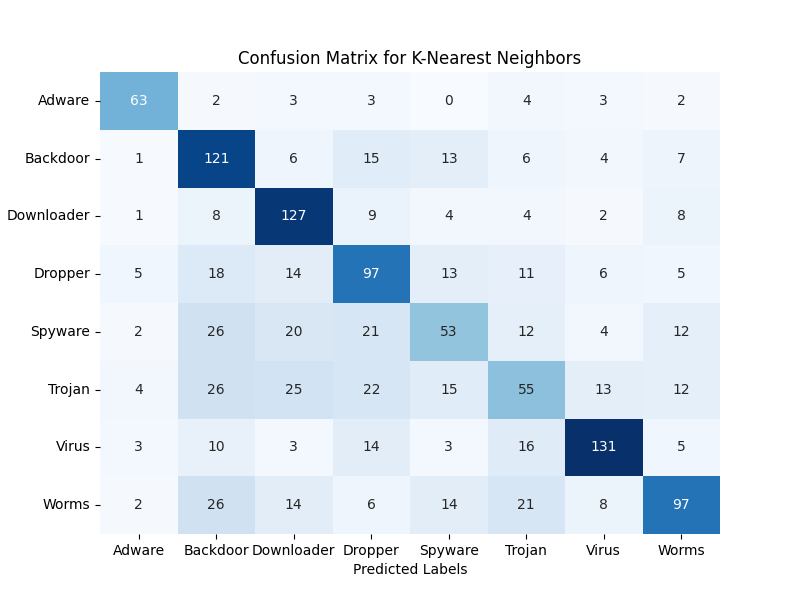 Confusion Matrix for K-Nearest Neighbors
Adware 63 2 3 3 0 4 3 2
Backdoor 1 121 6 15 13 6 4 7
Downloader 1 8 127 9 4 4 2 8
Dropper 5 18 14 97 13 11 6 5
Spyware 2 26 20 21 53 12 4 12
Trojan 4 26 25 22 15 55 13 12
Virus 3 10 3 14 3 16 131 5
Worms 2 26 14 6 14 21 8 97
Adware Backdoor Downloader Dropper Spyware Trojan Virus Worms
Predicted Labels